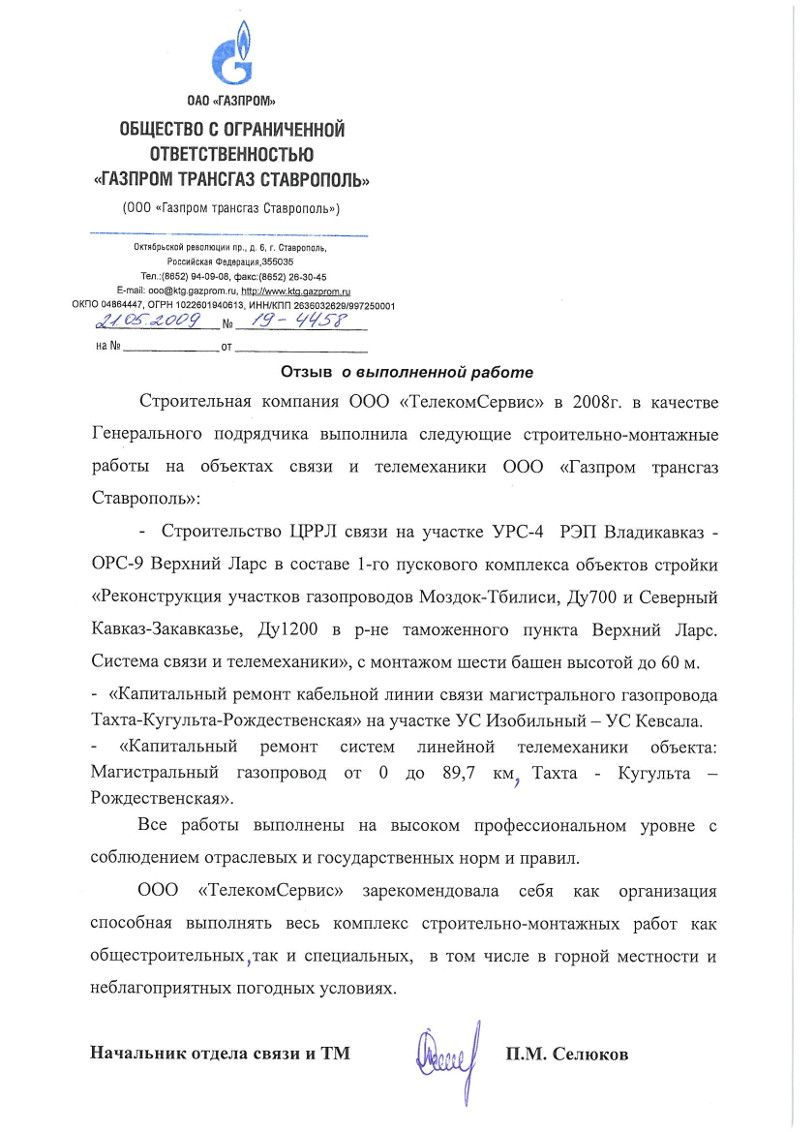 ОАО «ГАЗПРОМ»
ОБЩЕСТВО С ОГРАНИЧЕННОЙ
ОТВЕТСТВЕННОСТЬЮ
«ГАЗПРОМ ТРАНСГАЗ СТАВРОПОЛЬ»
(ООО «Газпром трансгаз Ставрополь»)
Октябрьской революции пр., д. 6, г. Ставрополь,
Российская Федерация,355035
Тел.:(8652) 94-09-08, факс:(8652) 26-30-45
E-mail: ooo@ktg.gazprom.ru, http://www.ktg.gazprom.ru
ОКПО 04864447, ОГРН 1022601940613, ИНН/КПП 2636032629/997250001
21.05.2009 № 19-4458
на № от
Отзыв о выполненной работе
Строительная компания ООО «ТелекомСервис» в 2008г. в качестве
Генерального подрядчика выполнила следующие строительно-монтажные
работы на объектах связи и телемеханики ООО «Газпром трансгаз
Ставрополь»:
- Строительство ЦРРЛ связи на участке УРС-4 РЭП Владикавказ -
ОРС-9 Верхний Ларс в составе 1-го пускового комплекса объектов стройки
«Реконструкция участков газопроводов Моздок-Тбилиси, Ду700 и Северный
Кавказ-Закавказье, Ду1200 в р-не таможенного пункта Верхний Ларс.
Система связи и телемеханики», с монтажом шести башен высотой до 60 м.
- «Капитальный ремонт кабельной линии связи магистрального газопровода
Тахта-Кугульта-Рождественская» на участке УС Изобильный – УС Кевсала.
- «Капитальный ремонт систем линейной телемеханики объекта:
Магистральный газопровод от 0 до 89,7 км, Тахта - Кугульта –
Рождественская».
Все работы выполнены на высоком профессиональном уровне с
соблюдением отраслевых и государственных норм и правил.
ООО «ТелекомСервис» зарекомендовала себя как организация
способная выполнять весь комплекс строительно-монтажных работ как
общестроительных,так и специальных, в том числе в горной местности и
неблагоприятных погодных условиях.
Начальник отдела связи и ТМ П.М. Селюков